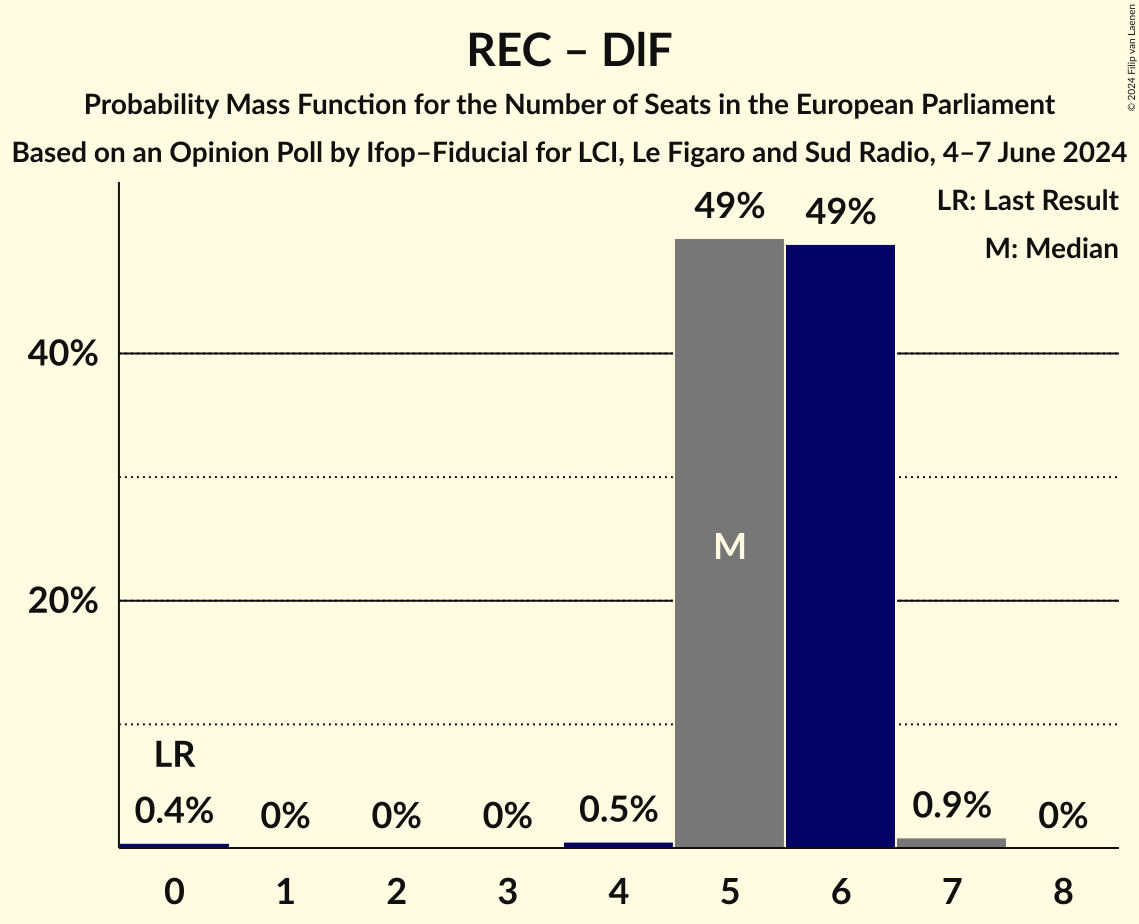 REC – DlF
Probability Mass Function for the Number of Seats in the European Parliament
Based on an Opinion Poll by Ifop–Fiducial for LCI, Le Figaro and Sud Radio, 4–7 June 2024
© 2024 Filip van Laenen
LR: Last Result
M: Median
49% 49%
40%
M
20%
LR
0.4% 0% 0% 0% 0.5% 0.9% 0%
0 1 2 3 4 5 6 7 8